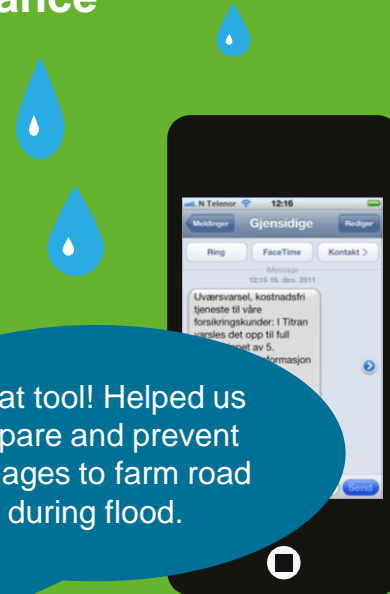 ance
N Telenor 12:16
Meldinger Gjensidige Rediger
Ring FaceTime Kontakt >
iMessage
12:15 16. des. 2011
Uværsvarsel, kostnadsfri
tjeneste til våre
forsikringskunder: I Titran
varsles det opp til full
et av 5.
formasjon
at tool! Helped us
pare and prevent
ages to farm road
during flood.
Send